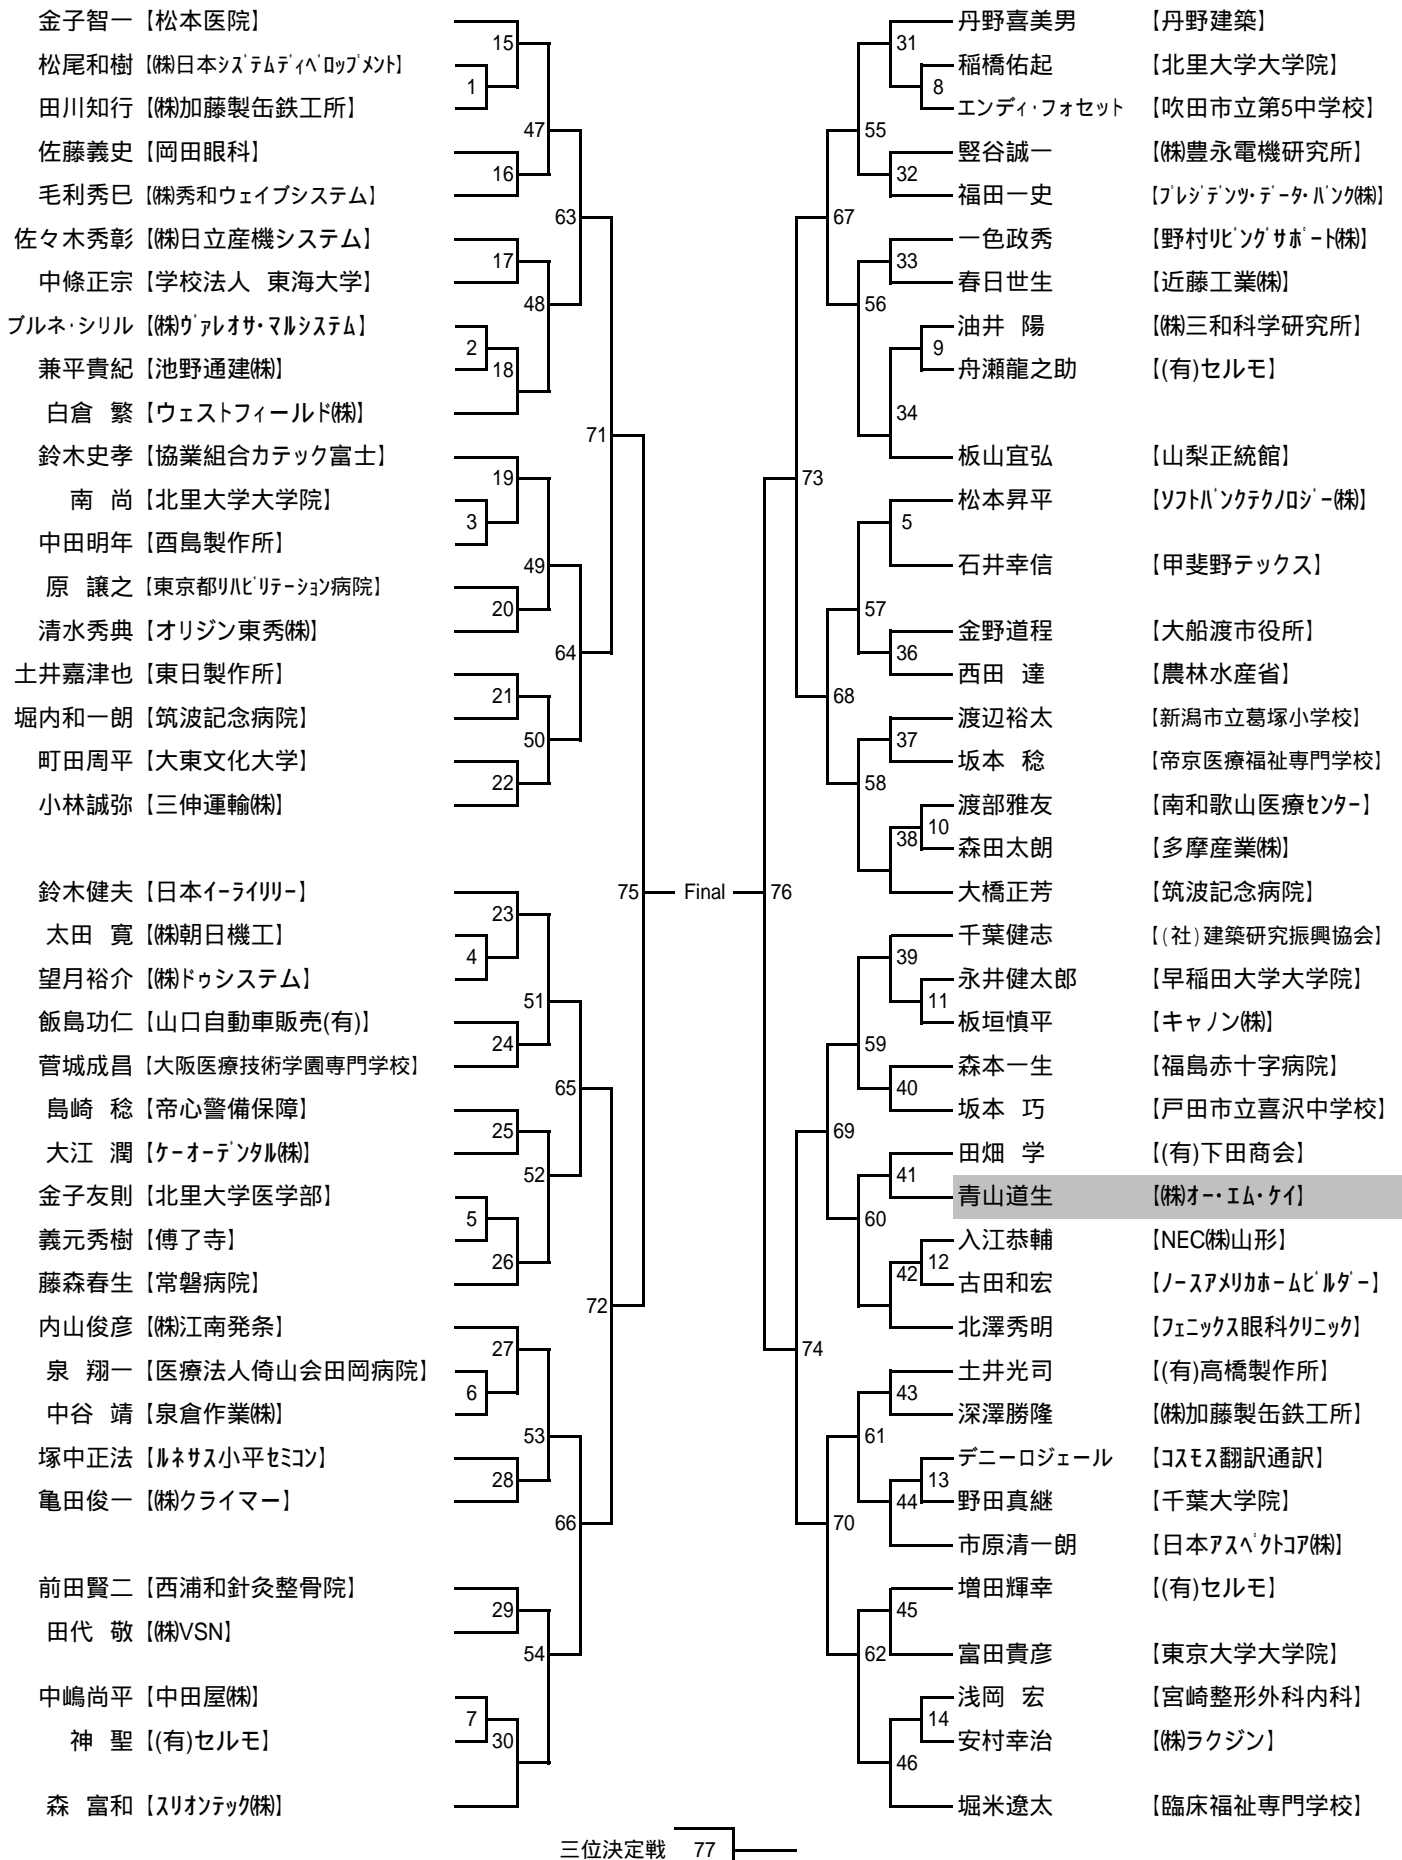 金子智一【松本医院】
15
松尾和樹【㈱日本ｼｽﾞﾃﾑﾃﾞｨﾍﾞﾛｯﾌﾟﾒﾝﾄ】
1
田川知行【㈱加藤製缶鉄工所】
47
佐藤義史【岡田眼科】
16
毛利秀巳【㈱秀和ウェイブシステム】
63
佐々木秀彰【㈱日立産機システム】
17
中條正宗【学校法人 東海大学】
48
ブルネ・シリル【㈱ｳﾞｧﾚｵｻ･ﾏﾙｼｽﾃﾑ】
2
兼平貴紀【池野通建㈱】
18
白倉 繁【ウェストフィールド㈱】
71
鈴木史孝【協業組合カテック富士】
19
南 尚【北里大学大学院】
3
中田明年【酉島製作所】
49
原 譲之【東京都ﾘﾊﾋﾞﾘﾃｰｼｮﾝ病院】
20
清水秀典【オリジン東秀㈱】
64
土井嘉津也【東日製作所】
21
堀内和一朗【筑波記念病院】
50
町田周平【大東文化大学】
22
小林誠弥【三伸運輸㈱】
75
鈴木健夫【日本ｲｰﾗｲﾘﾘｰ】
23
太田 寛【㈱朝日機工】
4
望月裕介【㈱ドゥシステム】
51
飯島功仁【山口自動車販売(有)】
24
菅城成昌【大阪医療技術学園専門学校】
65
島崎 稔【帝心警備保障】
25
大江 潤【ｹｰｵｰﾃﾞﾝﾀﾙ㈱】
52
金子友則【北里大学医学部】
5
義元秀樹【傅了寺】
26
藤森春生【常磐病院】
72
内山俊彦【㈱江南発条】
27
泉 翔一【医療法人倚山会田岡病院】
6
中谷 靖【泉倉作業㈱】
53
塚中正法【ﾙﾈｻｽ小平ｾﾐｺﾝ】
28
亀田俊一【㈱クライマー】
66
前田賢二【西浦和針灸整骨院】
29
田代 敬【㈱VSN】
54
中嶋尚平【中田屋㈱】
7
神 聖【(有)セルモ】
30
森 富和【ｽﾘｵﾝﾃｯｸ㈱】
Final
丹野喜美男【丹野建築】
31
稲橋佑起【北里大学大学院】
8
エンディ・フォセット【吹田市立第5中学校】
55
竪谷誠一【㈱豊永電機研究所】
32
福田一史【ﾌﾟﾚｼﾞﾃﾞﾝﾂ･ﾃﾞｰﾀ･ﾊﾞﾝｸ㈱】
67
一色政秀【野村ﾘﾋﾞﾝｸﾞｻﾎﾟｰﾄ㈱】
33
春日世生【近藤工業㈱】
56
油井 陽【㈱三和科学研究所】
9
舟瀬龍之助【(有)セルモ】
34
板山宜弘【山梨正統館】
73
松本昇平【ｿﾌﾄﾊﾞﾝｸﾃｸﾉﾛｼﾞｰ㈱】
5
石井幸信【甲斐野テックス】
57
金野道程【大船渡市役所】
36
西田 達【農林水産省】
68
渡辺裕太【新潟市立葛塚小学校】
37
坂本 稔【帝京医療福祉専門学校】
58
渡部雅友【南和歌山医療ｾﾝﾀｰ】
10
38
森田太朗【多摩産業㈱】
大橋正芳【筑波記念病院】
76
千葉健志【(社)建築研究振興協会】
39
永井健太郎【早稲田大学大学院】
11
板垣慎平【キャノン㈱】
59
森本一生【福島赤十字病院】
40
坂本 巧【戸田市立喜沢中学校】
69
田畑 学【(有)下田商会】
41
青山道生【㈱ｵｰ･ｴﾑ･ｹｲ】
60
入江恭輔【NEC㈱山形】
12
42
古田和宏【ﾉｰｽｱﾒﾘｶﾎｰﾑﾋﾞﾙﾀﾞｰ】
北澤秀明【ﾌｪﾆｯｸｽ眼科ｸﾘﾆｯｸ】
74
土井光司【(有)高橋製作所】
43
深澤勝隆【㈱加藤製缶鉄工所】
61
デニーロジェール【ｺｽﾓｽ翻訳通訳】
13
44
野田真継【千葉大学院】
70
市原清一朗【日本ｱｽﾍﾟｸﾄｺｱ㈱】
増田輝幸【(有)セルモ】
45
富田貴彦【東京大学大学院】
62
浅岡 宏【宮崎整形外科内科】
14
安村幸治【㈱ラクジン】
46
堀米遼太【臨床福祉専門学校】
三位決定戦 77